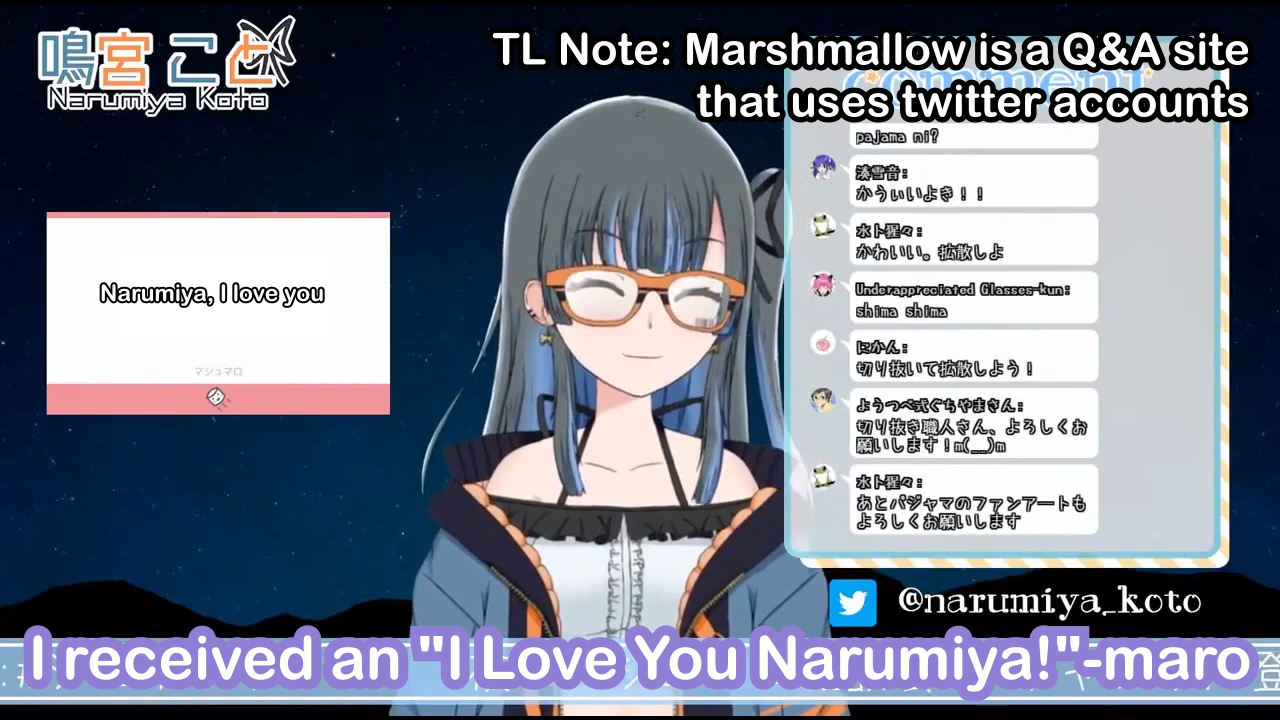 鳴宮こと
Narumiya Koto
TL Note: Marshmallow is a Q&A site
that uses twitter accounts
comment
pajama ni?
湊雪音:
かうぃいよき！！
水ト猩々:
かわいい。拡散しよ
Underappreciated Glasses-kun:
shima shima
にかん:
切り抜いて拡散しよう！
ようつべ式ぐちやまさん:
切り抜き職人さん、よろしくお
願いします！m(__)m
水ト猩々:
あとパジャマのファンアートも
よろしくお願いします
Narumiya, I love you
マシュマロ
@narumiya_koto
I received an "I Love You Narumiya!"-maro